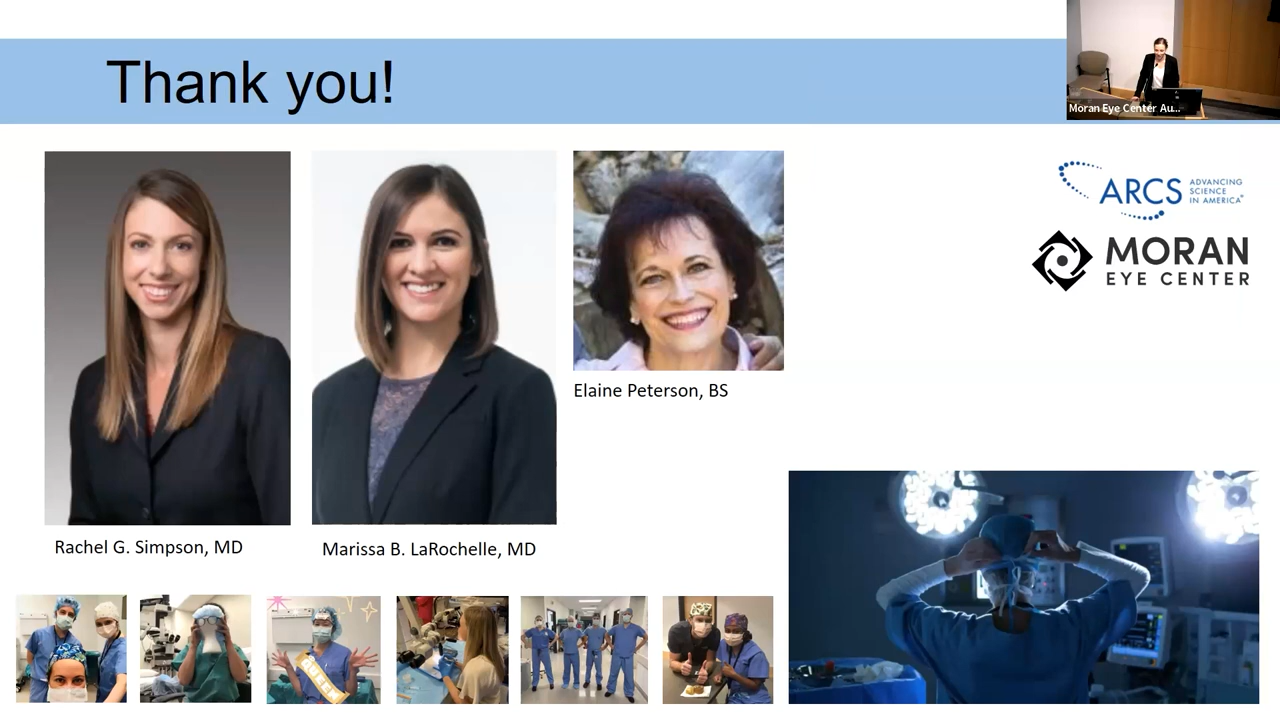 Thank you!
Moran Eye Center Au...
ARCS ADVANCING
SCIENCE
IN AMERICA®
MORAN
EYE CENTER
Elaine Peterson, BS
Rachel G. Simpson, MD
Marissa B. LaRochelle, MD